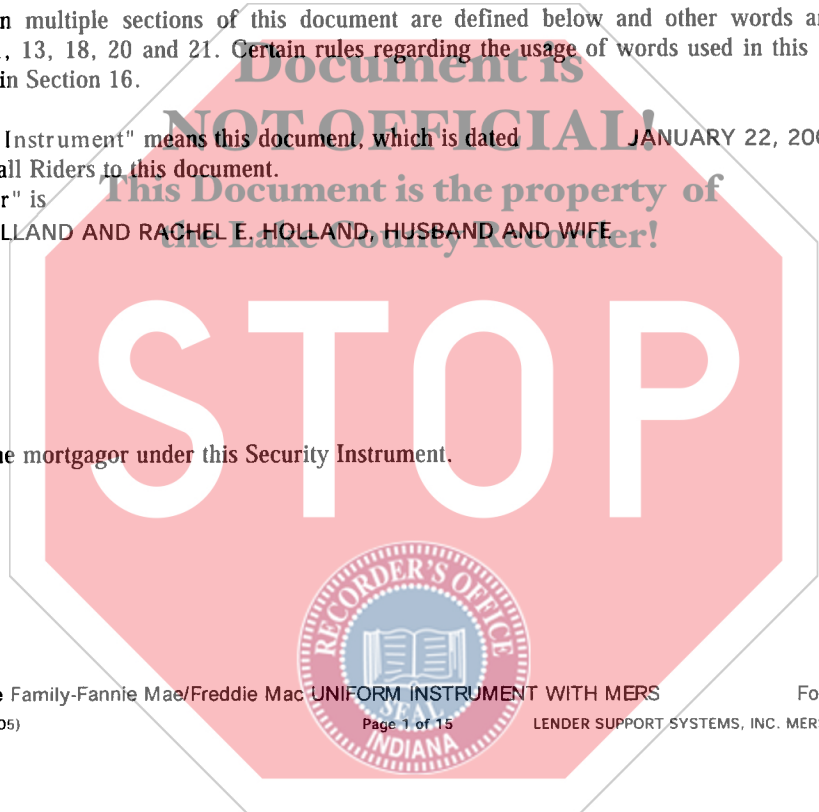 n multiple sections of this document are defined below and other words a
, 13, 18, 20 and 21. Certain rules regarding the usage of words used in this
in Section 16.
Document is
NOT OFFICIAL!
Instrument" means this document, which is dated JANUARY 22, 200
all Riders to this document.
This Document is the property of
r" is
the Lake County Recorder!
LLAND AND RACHEL E. HOLLAND, HUSBAND AND WIFE
STOP
e mortgagor under this Security Instrument.
RECORDER'S OFFICE
SEAL
INDIANA
e Family-Fannie Mae/Freddie Mac UNIFORM INSTRUMENT WITH MERS Fo
05) Page 1 of 15 LENDER SUPPORT SYSTEMS, INC. MER